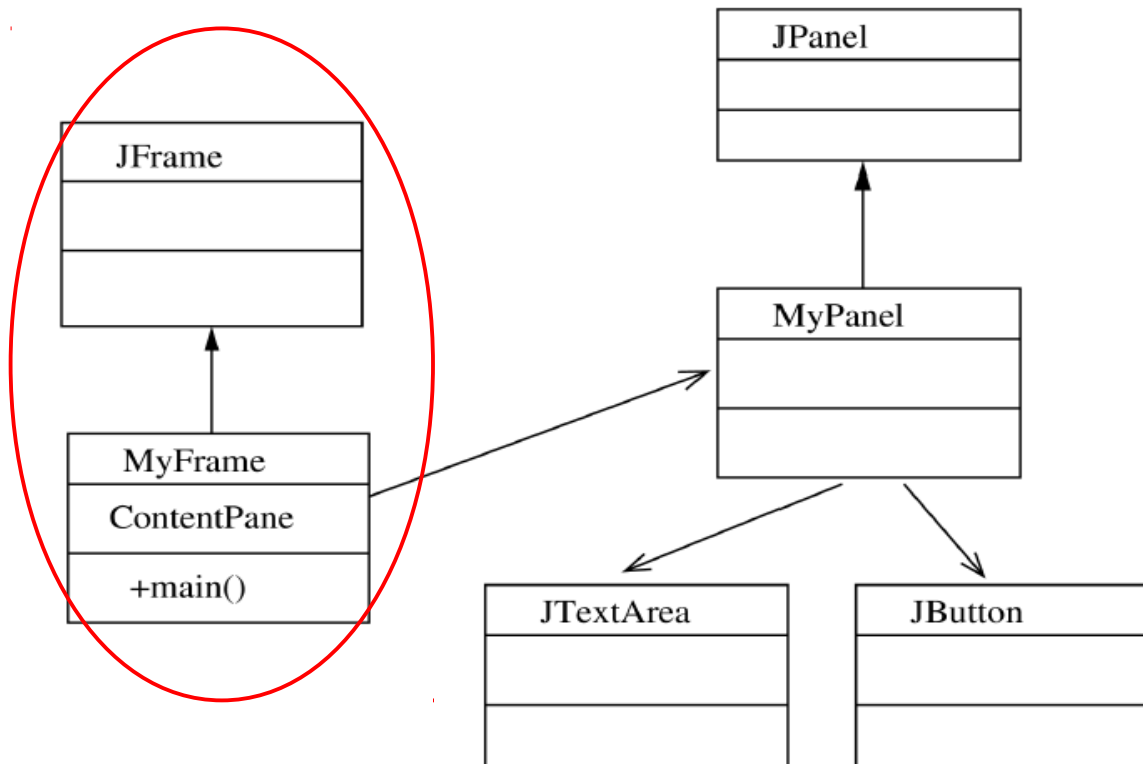 JPanel
JFrame
MyPanel
MyFrame
ContentPane
+main()
JTextArea
JButton